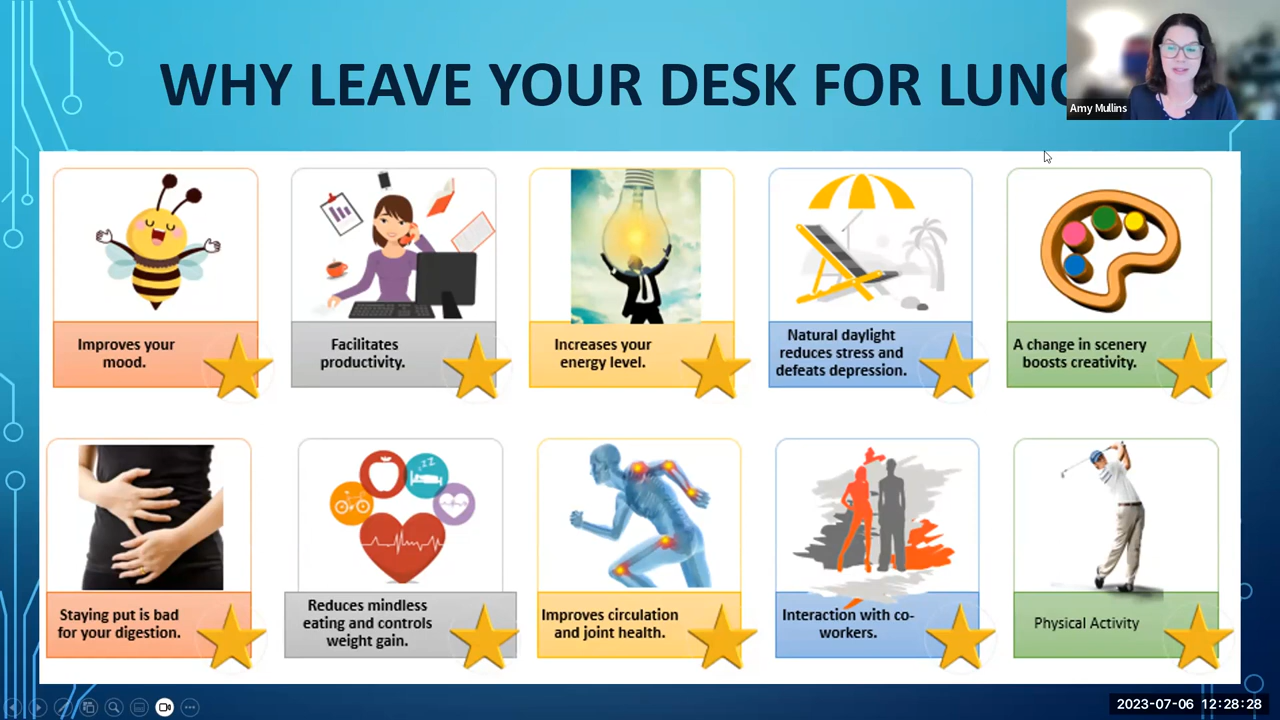 WHY LEAVE YOUR DESK FOR LUNC
Amy Mullins
Improves your
mood.
Facilitates
productivity.
Increases your
energy level.
Natural daylight
reduces stress and
defeats depression.
A change in scenery
boosts creativity.
Staying put is bad
for your digestion.
Reduces mindless
eating and controls
weight gain.
Improves circulation
and joint health.
Interaction with co-
workers.
Physical Activity
2023-07-06 12:28:28